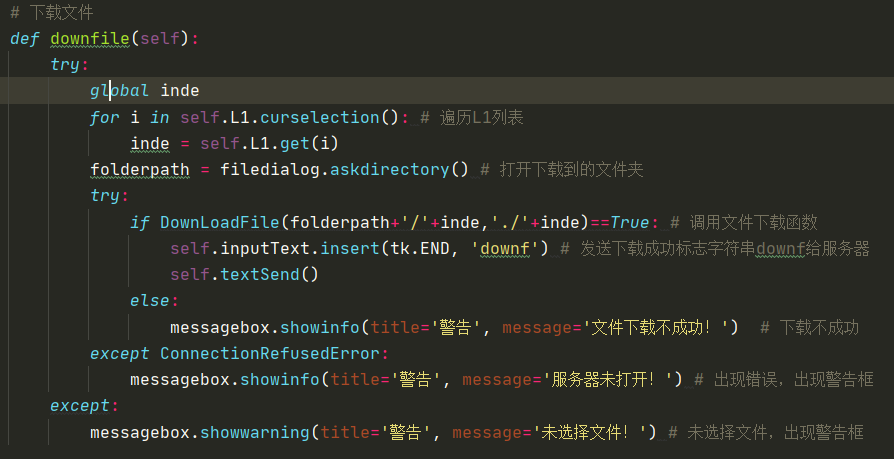 # 下载文件
def downfile(self):
    try:
        global inde
        for i in self.L1.curselection(): # 遍历L1列表
            inde = self.L1.get(i)
        folderpath = filedialog.askdirectory() # 打开下载到的文件夹
        try:
            if DownLoadFile(folderpath+'/'+inde,'./'+inde)==True: # 调用文件下载函数
                self.inputText.insert(tk.END, 'downf') # 发送下载成功标志字符串downf给服务器
                self.textSend()
            else:
                messagebox.showinfo(title='警告', message='文件下载不成功！')  # 下载不成功
        except ConnectionRefusedError:
            messagebox.showinfo(title='警告', message='服务器未打开！') # 出现错误，出现警告框
    except:
        messagebox.showwarning(title='警告', message='未选择文件！') # 未选择文件，出现警告框